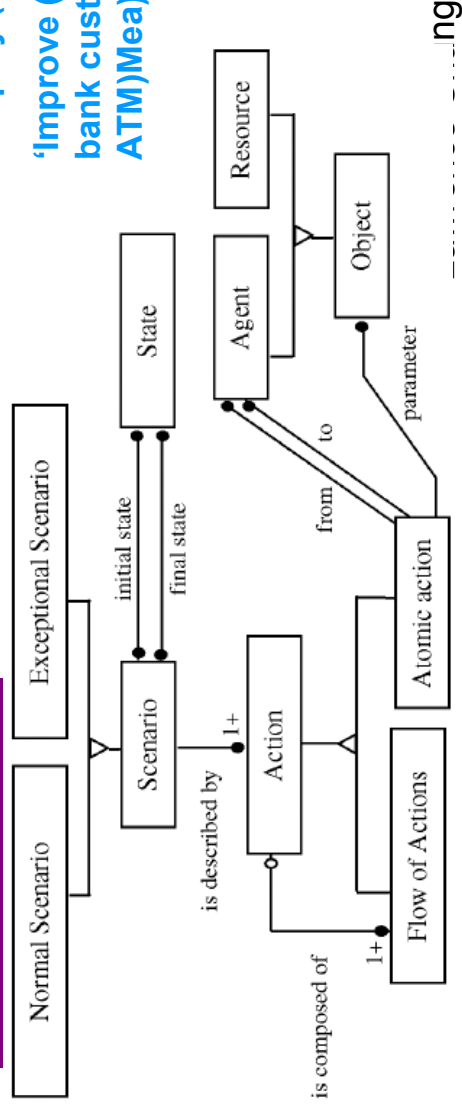 'Improve (
bank cust
ATM)Mea)
Normal Scenario
Exceptional Scenario
Scenario
initial state
final state
State
is described by
1+
Action
from
to
Agent
Resource
Object
parameter
is composed of
1+
Flow of Actions
Atomic action
ng